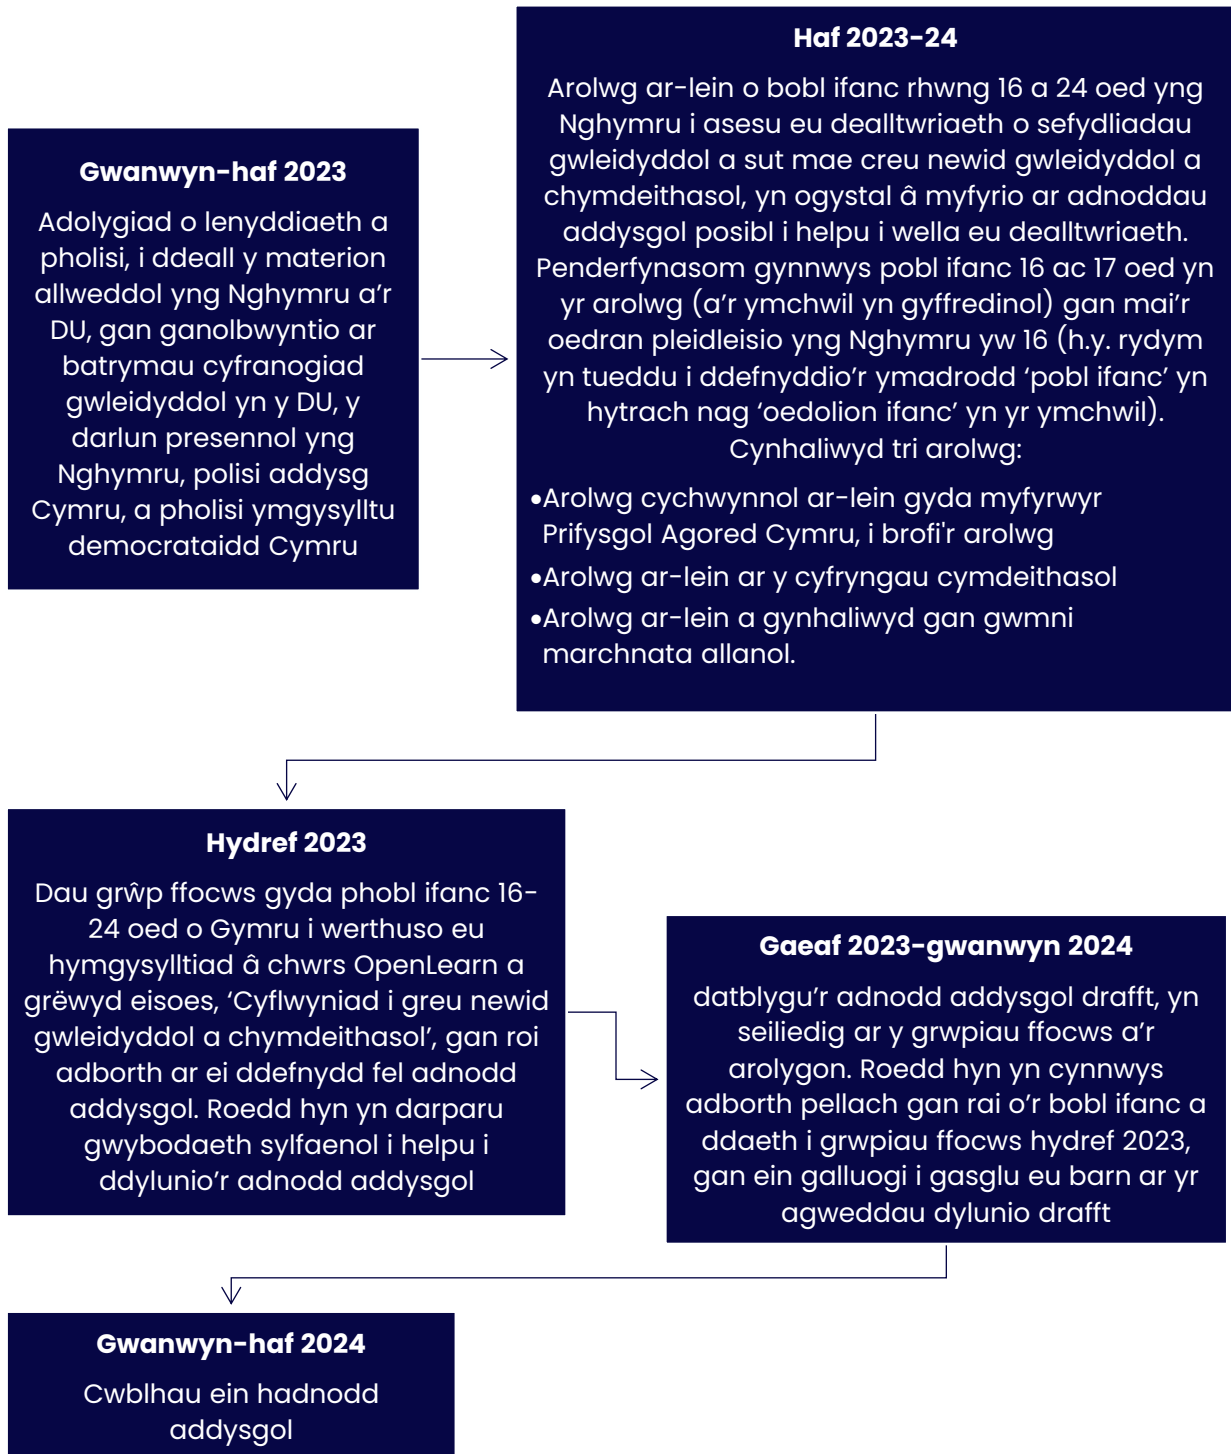 Gwanwyn-haf 2023
Adolygiad o lenyddiaeth a
pholisi, i ddeall y materion
allweddol yng Nghymru a’r
DU, gan ganolbwyntio ar
batrymau cyfranogiad
gwleidyddol yn y DU, y
darlun presennol yng
Nghymru, polisi addysg
Cymru, a pholisi ymgysylltu
democrataidd Cymru
Haf 2023-24
Arolwg ar-lein o bobl ifanc rhwng 16 a 24 oed yng
Nghymru i asesu eu dealltwriaeth o sefydliadau
gwleidyddol a sut mae creu newid gwleidyddol a
chymdeithasol, yn ogystal â myfyrio ar adnoddau
addysgol posibl i helpu i wella eu dealltwriaeth.
Penderfynasom gynnwys pobl ifanc 16 ac 17 oed yn
yr arolwg (a’r ymchwil yn gyffredinol) gan mai’r
oedran pleidleisio yng Nghymru yw 16 (h.y. rydym
yn tueddu i ddefnyddio’r ymadrodd ‘pobl ifanc’ yn
hytrach nag ‘oedolion ifanc’ yn yr ymchwil).
Cynhaliwyd tri arolwg:
•Arolwg cychwynnol ar-lein gyda myfyrwyr
Prifysgol Agored Cymru, i brofi'r arolwg
•Arolwg ar-lein ar y cyfryngau cymdeithasol
•Arolwg ar-lein a gynhaliwyd gan gwmni
marchnata allanol.
Hydref 2023
Dau grŵp ffocws gyda phobl ifanc 16-
24 oed o Gymru i werthuso eu
hymgysylltiad â chwrs OpenLearn a
grëwyd eisoes, ‘Cyflwyniad i greu newid
gwleidyddol a chymdeithasol’, gan roi
adborth ar ei ddefnydd fel adnodd
addysgol. Roedd hyn yn darparu
gwybodaeth sylfaenol i helpu i
ddylunio’r adnodd addysgol
Gaeaf 2023-gwanwyn 2024
datblygu’r adnodd addysgol drafft, yn
seiliedig ar y grwpiau ffocws a’r
arolygon. Roedd hyn yn cynnwys
adborth pellach gan rai o’r bobl ifanc a
ddaeth i grwpiau ffocws hydref 2023,
gan ein galluogi i gasglu eu barn ar yr
agweddau dylunio drafft
Gwanwyn-haf 2024
Cwblhau ein hadnodd
addysgol